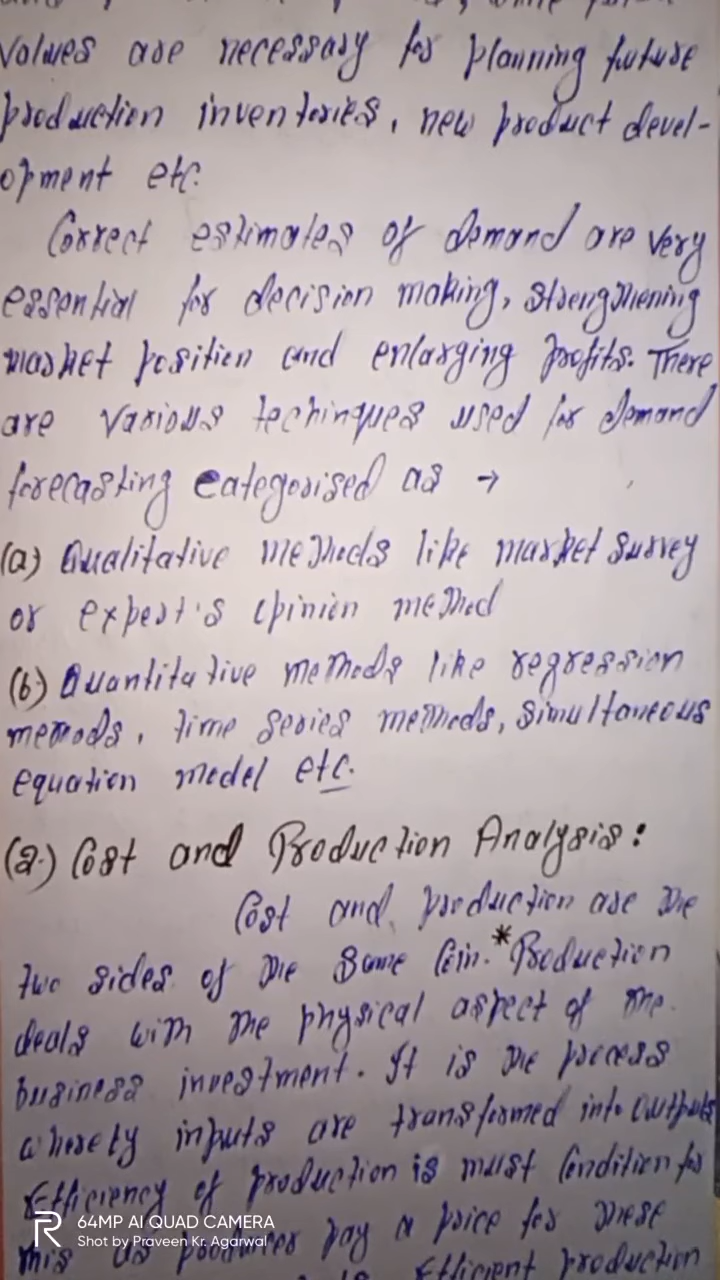 values are necessary for planning future
production inventories, new product devel-
opment etc.
Correct estimates of demand are very
essential for decision making, strengthening
market position and enlarging profits. There
are various techinques used for demand
forecasting categorised as →
(a) Qualitative methods like market survey
or expert's opinion method
(b) Quantitative methods like regression
methods, time series methods, simultaneous
equation model etc.
(2.) Cost and Production Analysis:
Cost and production are the
two sides of the same Coin. *Production
deals with the physical aspect of the
business investment. It is the process
whereby inputs are transformed into outputs
Efficiency of production is must Condition for
this as producer pay a price for these
Efficient production
64MP AI QUAD CAMERA
Shot by Praveen Kr. Agarwal